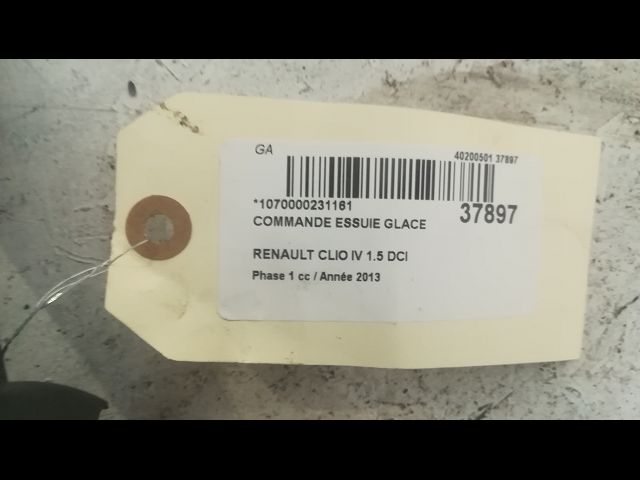 GA
40200501 37897
*1070000231161
37897
COMMANDE ESSUIE GLACE
RENAULT CLIO IV 1.5 DCI
Phase 1 cc / Année 2013